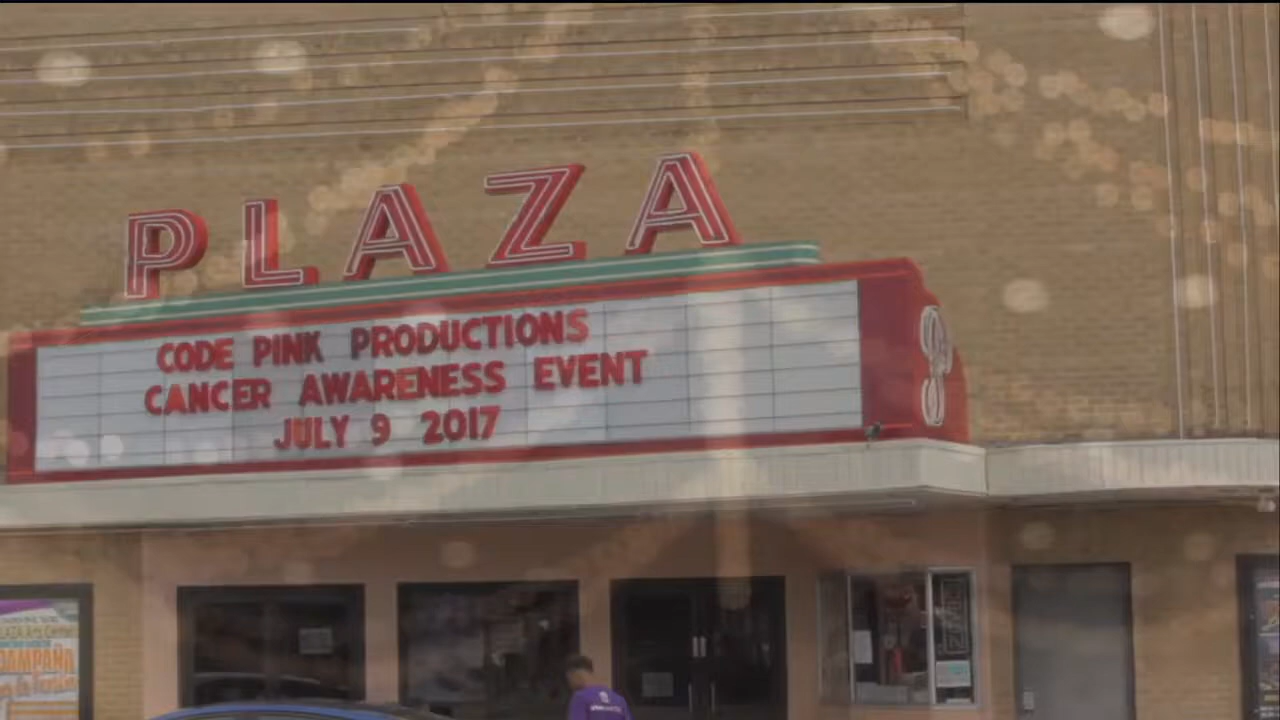 PLAZA
CODE PINK PRODUCTIONS
CANCER AWARENESS EVENT
JULY 9 2017